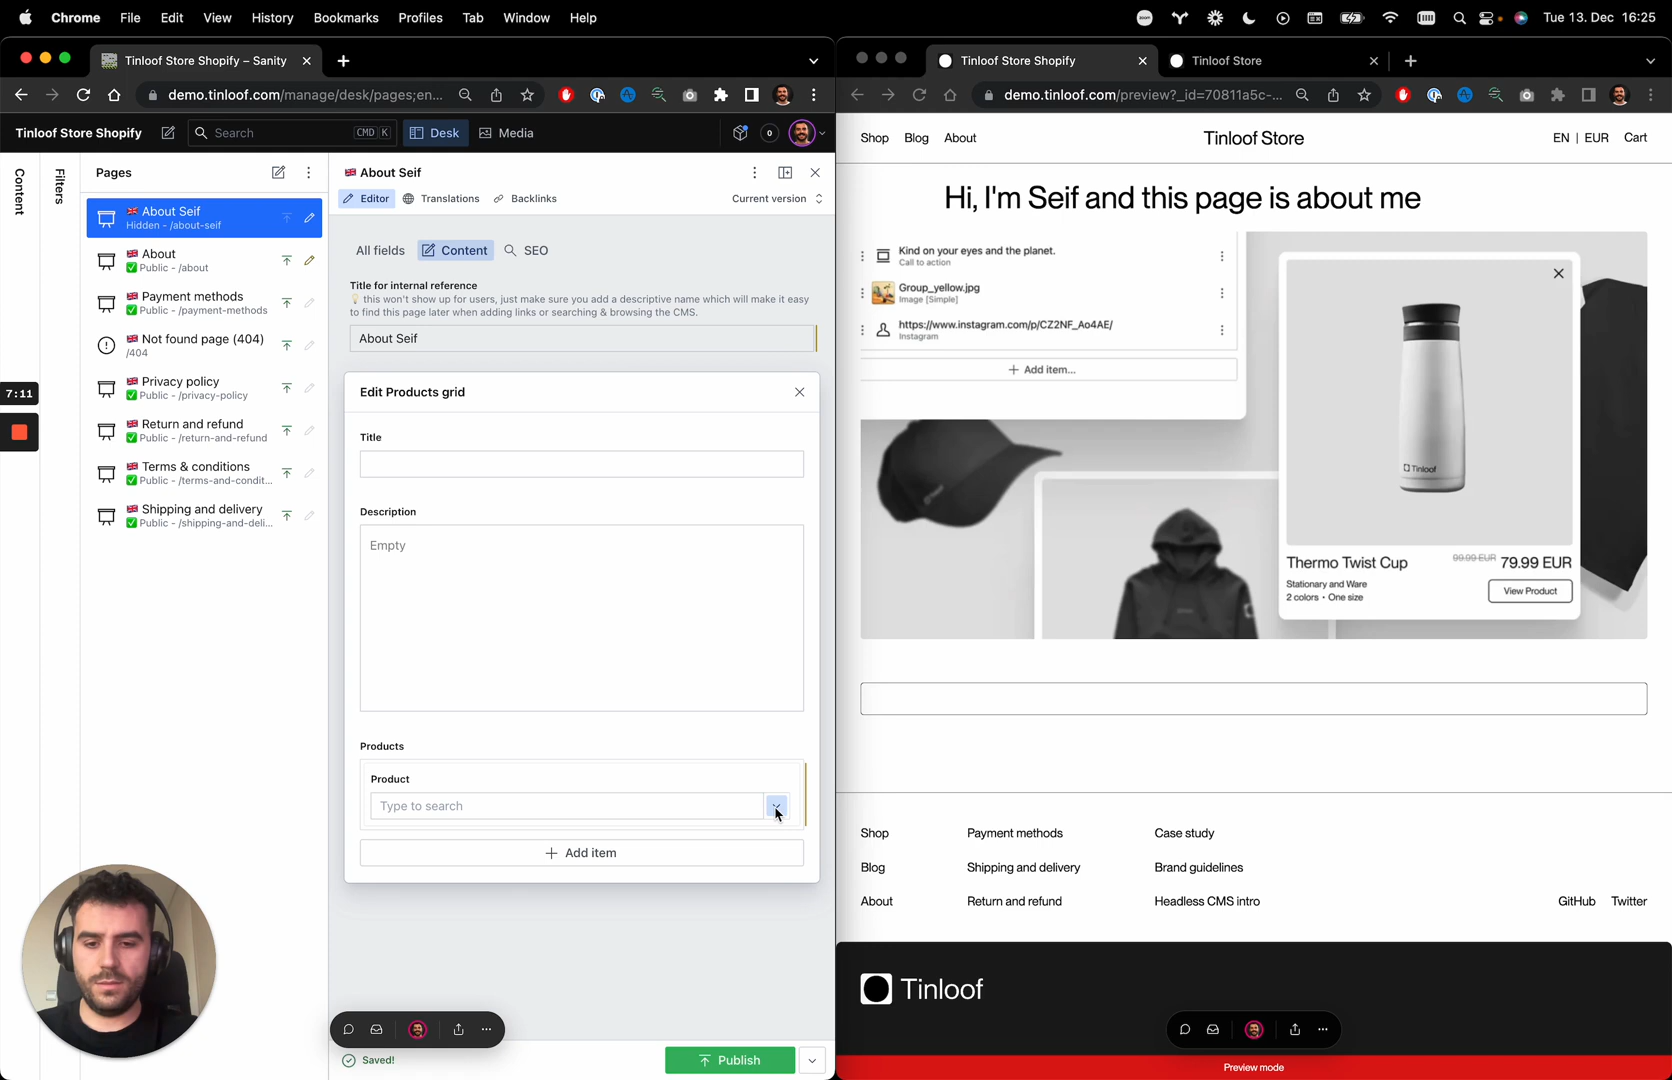 Chrome File Edit View History Bookmarks Profiles Tab Window Help
zoom
Tue 13. Dec 16:25
Tinloof Store Shopify – Sanity
demo.tinloof.com/manage/desk/pages;en...
Tinloof Store Shopify
Search CMD K
Desk
Media
0
Content
Filters
Pages
🇬🇧 About Seif
Hidden - /about-seif
🇬🇧 About
✅ Public - /about
🇬🇧 Payment methods
✅ Public - /payment-methods
🇬🇧 Not found page (404)
/404
🇬🇧 Privacy policy
✅ Public - /privacy-policy
🇬🇧 Return and refund
✅ Public - /return-and-refund
🇬🇧 Terms & conditions
✅ Public - /terms-and-condit...
🇬🇧 Shipping and delivery
✅ Public - /shipping-and-deli...
7:11
🇬🇧 About Seif
Editor Translations Backlinks
Current version
All fields Content SEO
Title for internal reference
💡 this won't show up for users, just make sure you add a descriptive name which will make it easy
to find this page later when adding links or searching & browsing the CMS.
About Seif
Edit Products grid
Title
Description
Empty
Products
Product
Type to search
+ Add item
Saved!
Publish
Tinloof Store Shopify
Tinloof Store
demo.tinloof.com/preview?_id=70811a5c-...
Shop Blog About
Tinloof Store
EN | EUR Cart
Hi, I'm Seif and this page is about me
Kind on your eyes and the planet.
Call to action
Group_yellow.jpg
Image [Simple]
https://www.instagram.com/p/CZ2NF_Ao4AE/
Instagram
+ Add item...
Tinloof
Thermo Twist Cup
99.99 EUR 79.99 EUR
Stationary and Ware
2 colors • One size
View Product
Shop Payment methods Case study
Blog Shipping and delivery Brand guidelines
About Return and refund Headless CMS intro
GitHub Twitter
Tinloof
Preview mode